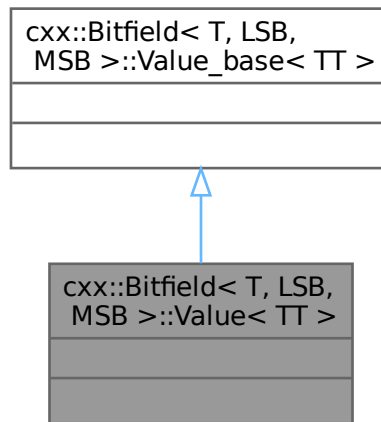 cxx::Bitfield< T, LSB,
MSB >::Value_base< TT >
cxx::Bitfield< T, LSB,
MSB >::Value< TT >